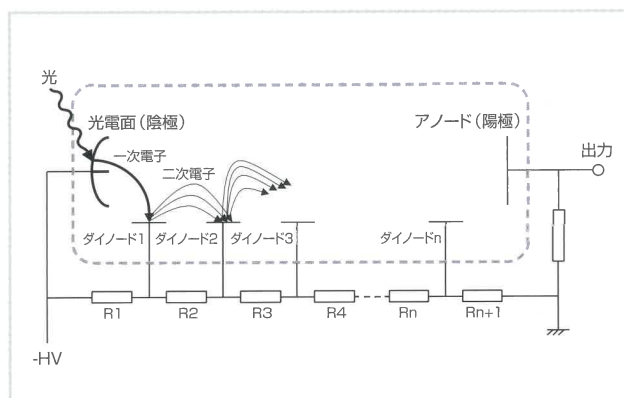 光
光電面（陰極）
アノード（陽極）
出力
一次電子
二次電子
ダイノード1
ダイノード2
ダイノード3
ダイノードn
R1
R2
R3
R4
Rn
Rn+1
-HV